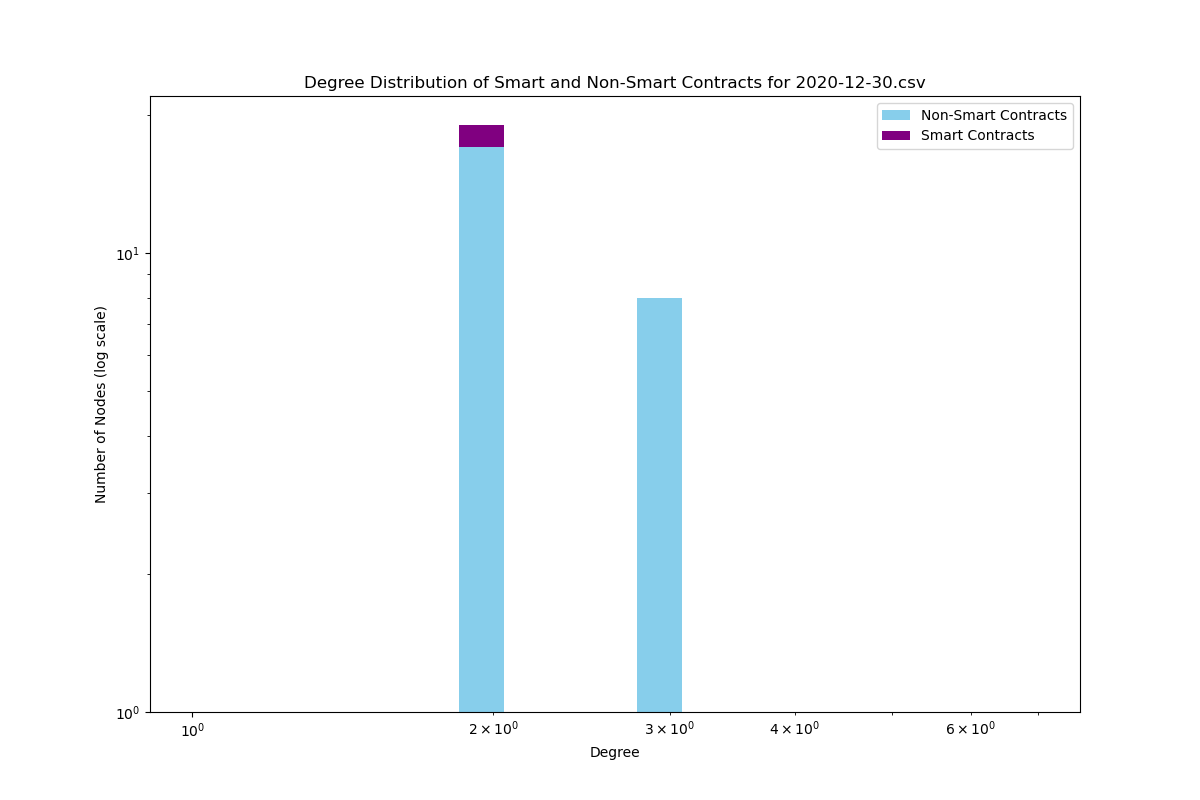 Degree Distribution of Smart and Non-Smart Contracts for 2020-12-30.csv
Non-Smart Contracts
Smart Contracts
Number of Nodes (log scale)
10¹
10⁰
10⁰
2 × 10⁰
3 × 10⁰
4 × 10⁰
6 × 10⁰
Degree